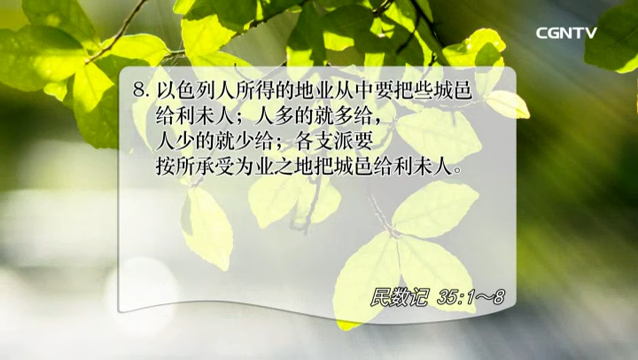 CGNTV
8. 以色列人所得的地业从中要把些城邑
给利未人；人多的就多给，
人少的就少给；各支派要
按所承受为业之地把城邑给利未人。
民数记 35:1～8